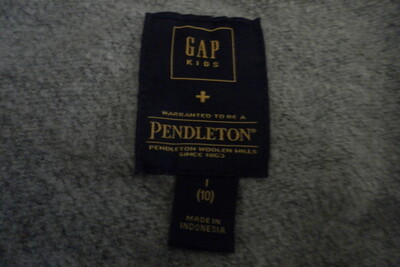 GAP
KIDS
+
WARRANTED TO BE A
PENDLETON®
PENDLETON WOOLEN MILLS
SINCE 1863
(10)
MADE IN
INDONESIA